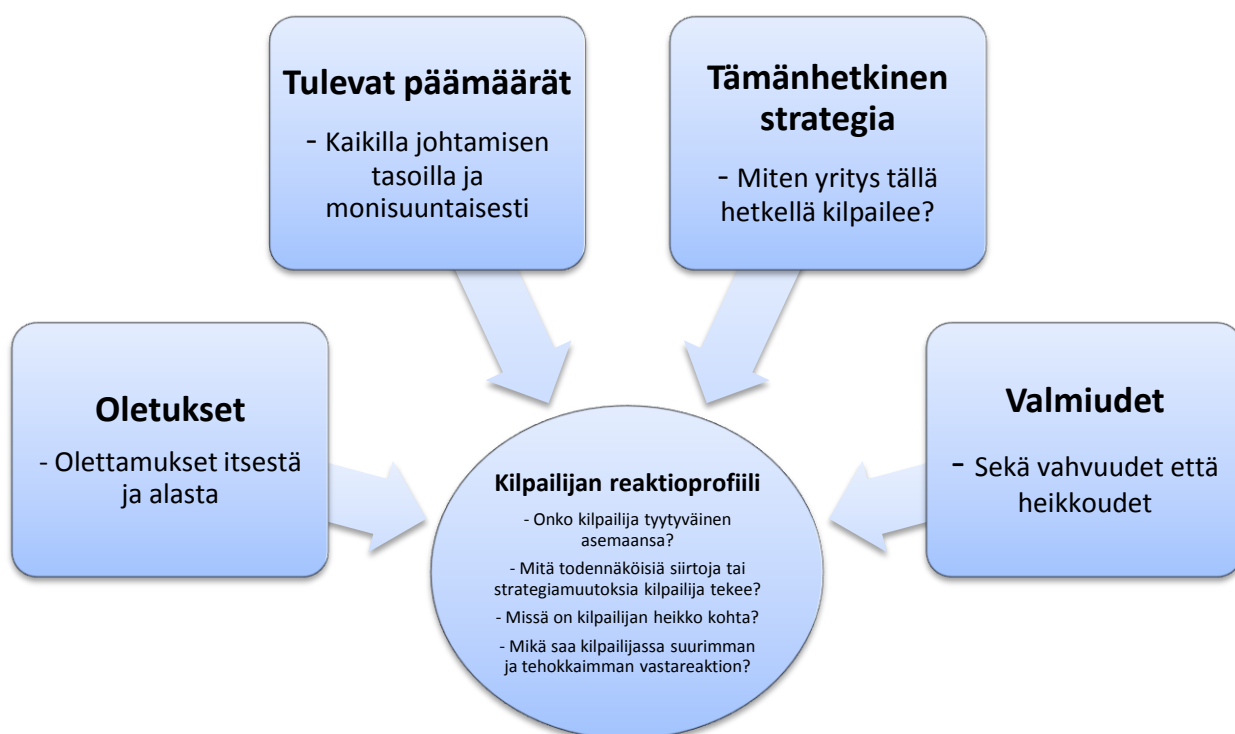 Tulevat päämäärät
- Kaikilla johtamisen
tasoilla ja
monisuuntaisesti
Tämänhetkinen
strategia
- Miten yritys tällä
hetkellä kilpailee?
Oletukset
- Olettamukset itsestä
ja alasta
Valmiudet
- Sekä vahvuudet että
heikkoudet
Kilpailijan reaktioprofiili
- Onko kilpailija tyytyväinen
asemaansa?
- Mitä todennäköisiä siirtoja tai
strategiamuutoksia kilpailija tekee?
- Missä on kilpailijan heikko kohta?
- Mikä saa kilpailijassa suurimman
ja tehokkaimman vastareaktion?